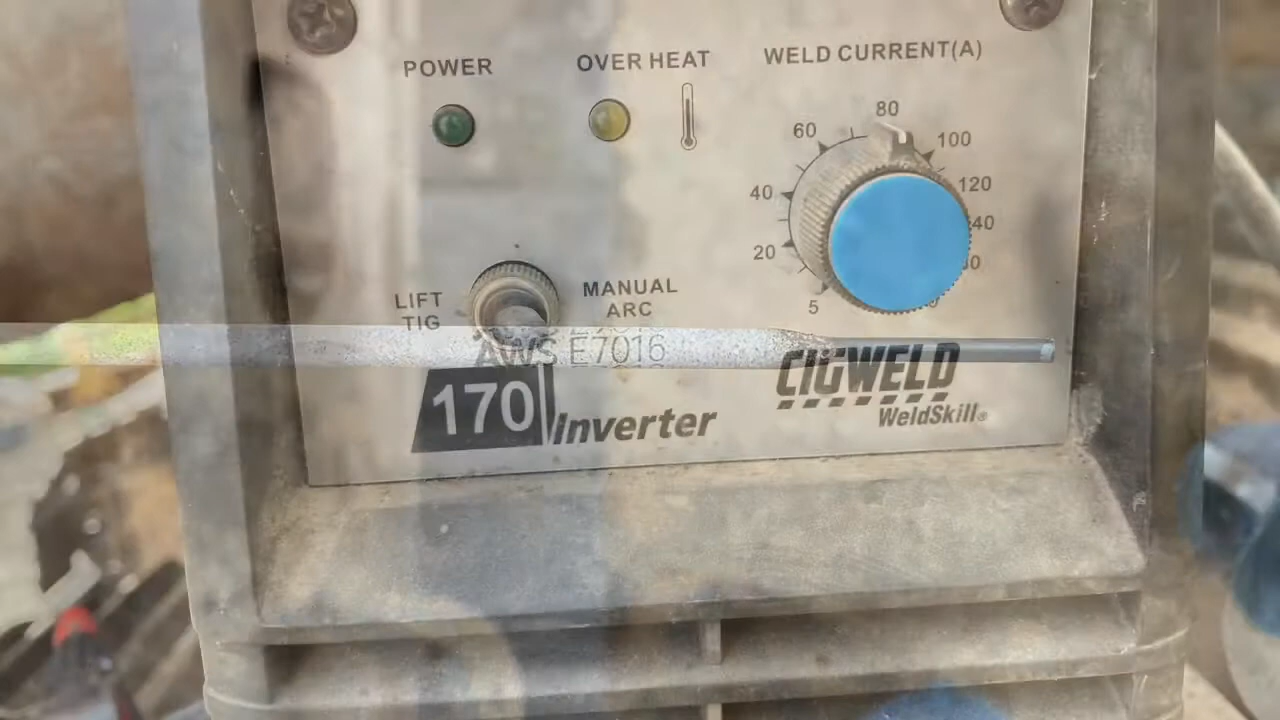 POWER
OVER HEAT
WELD CURRENT(A)
80
60
100
40
120
20
5
LIFT
TIG
MANUAL
ARC
AWS E7016
170 Inverter
CIGWELD
WeldSkill®